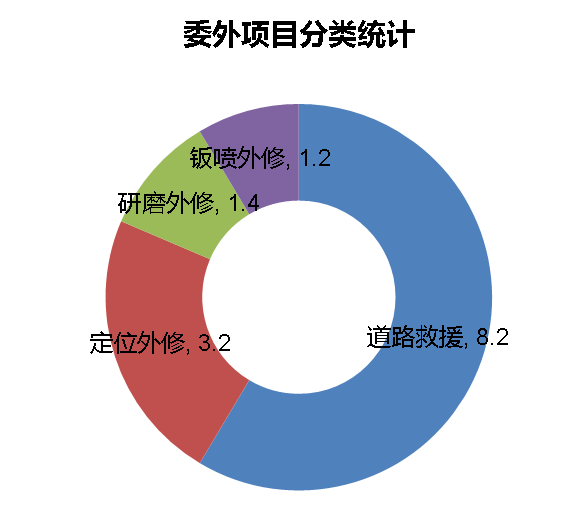 委外项目分类统计
钣喷外修, 1.2
研磨外修, 1.4
定位外修, 3.2
道路救援, 8.2